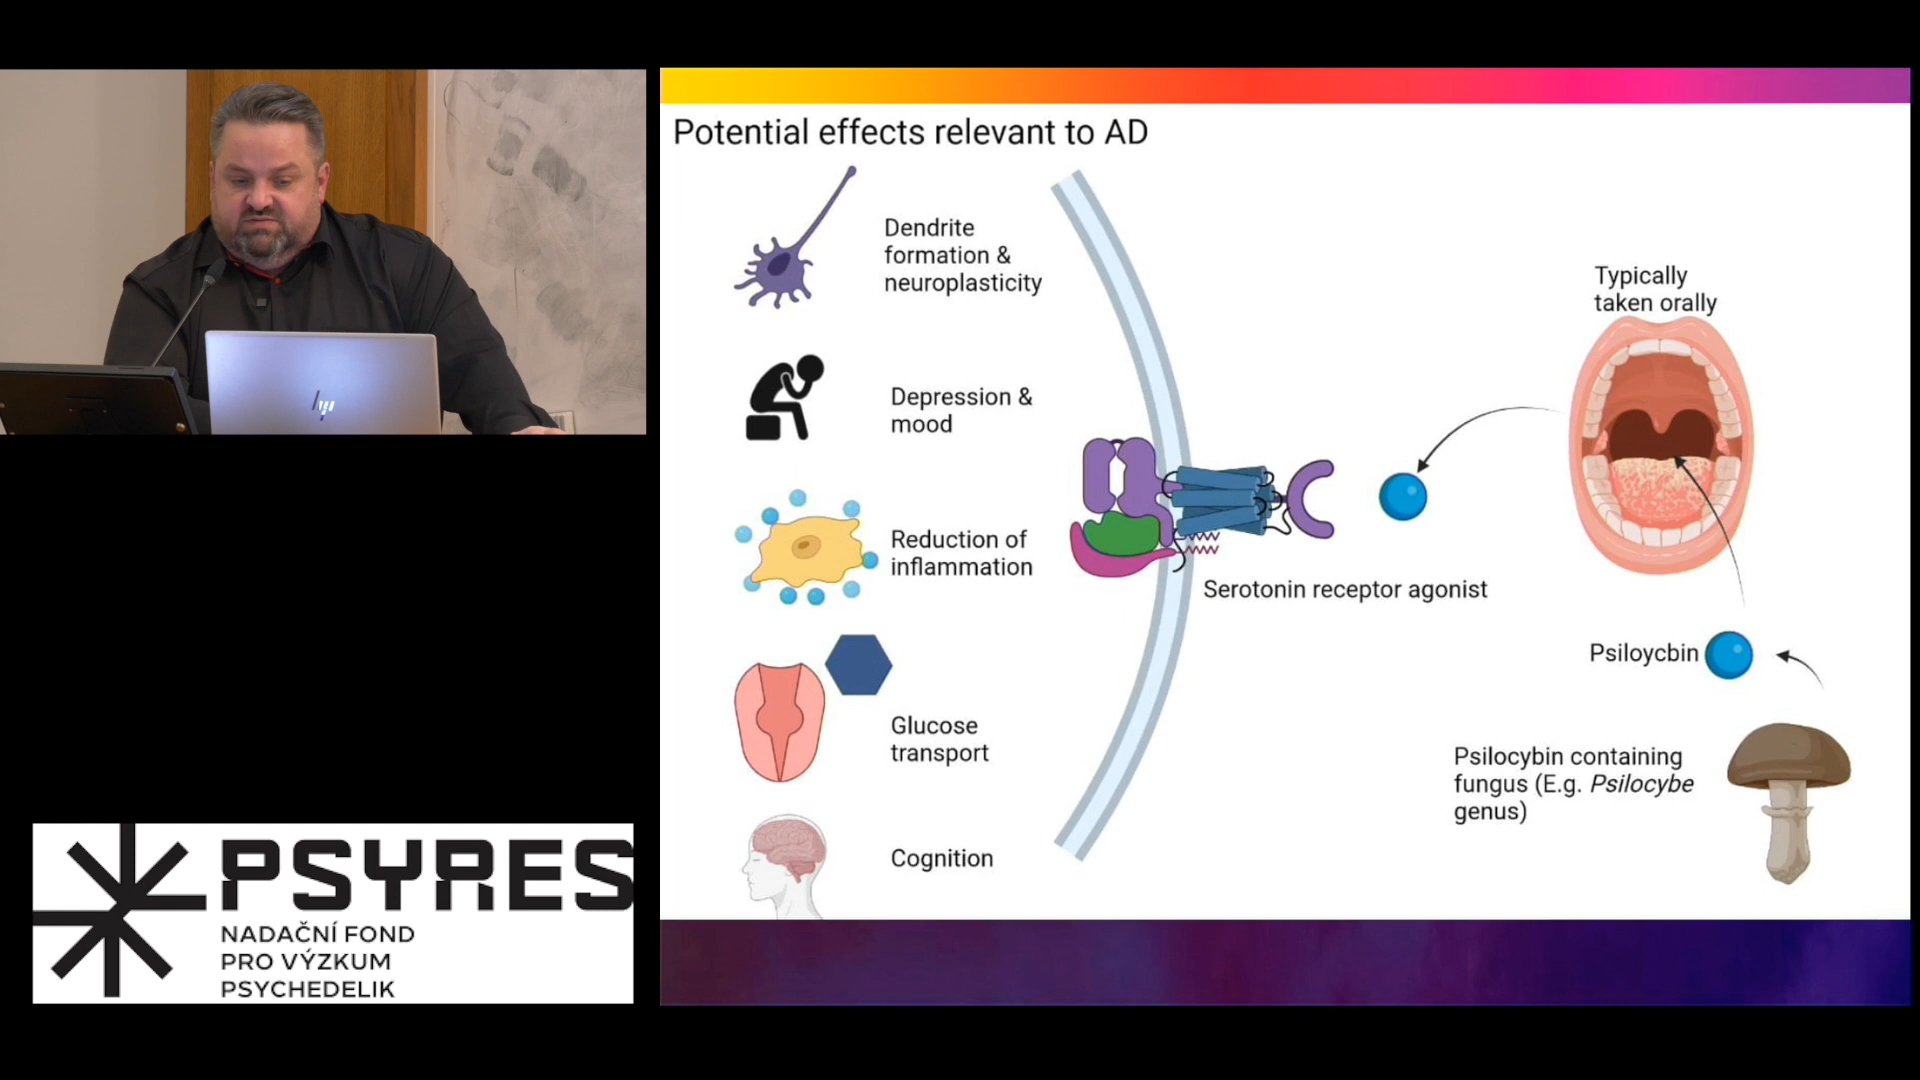 Potential effects relevant to AD
Dendrite
formation &
neuroplasticity
Depression &
mood
Reduction of
inflammation
Glucose
transport
Cognition
Serotonin receptor agonist
Typically
taken orally
Psiloycbin
Psilocybin containing
fungus (E.g. Psilocybe
genus)
hp
PSYRES
NADAČNÍ FOND
PRO VÝZKUM
PSYCHEDELIK